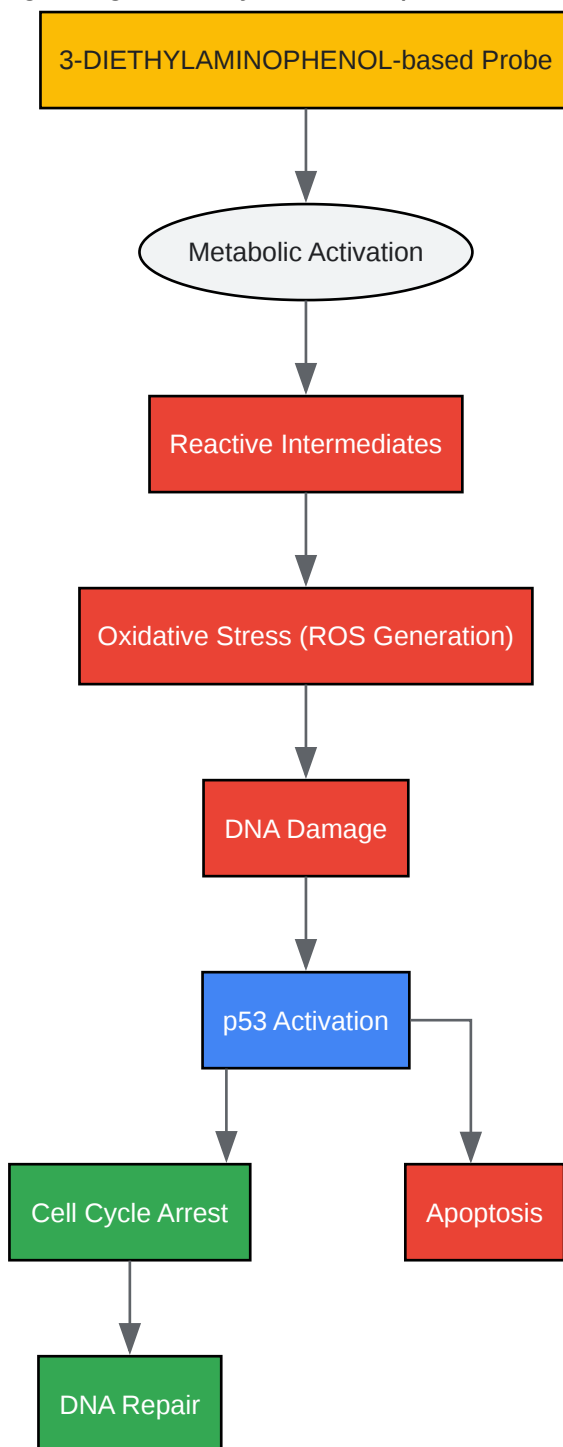 3-DIETHYLAMINOPHENOL-based Probe
Metabolic Activation
Reactive Intermediates
Oxidative Stress (ROS Generation)
DNA Damage
p53 Activation
Cell Cycle Arrest
Apoptosis
DNA Repair